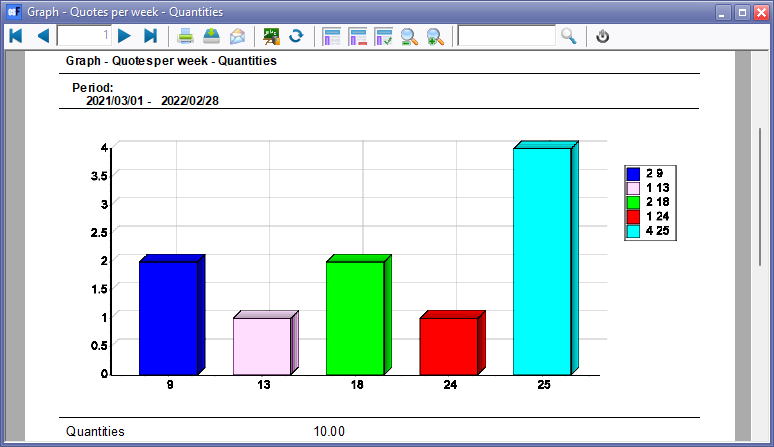 Graph - Quotes per week - Quantities
1
Graph - Quotes per week - Quantities
Period:
2021/03/01 - 2022/02/28
4
3.5
3
2.5
2
1.5
1
0.5
0
9 13 18 24 25
2 9
1 13
2 18
1 24
4 25
Quantities 10.00